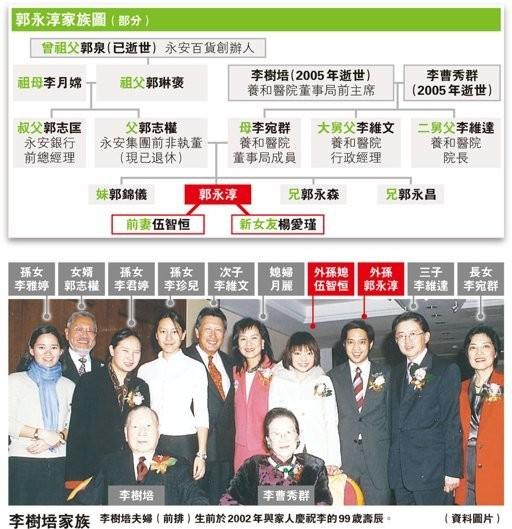 郭永淳家族圖（部分）
曾祖父郭泉（已逝世） 永安百貨創辦人
祖母李月嫦
祖父郭琳褒
李樹培（2005年逝世）
養和醫院董事局前主席
李曹秀群
（2005年逝世）
叔父郭志匡
永安銀行
前總經理
父郭志權
永安集團前非執董
（現已退休）
母李宛群
養和醫院
董事局成員
大舅父李維文
養和醫院
行政經理
二舅父李維達
養和醫院
院長
妹郭錦儀
郭永淳
兄郭永森
兄郭永昌
前妻伍智恒
新女友楊愛瑾
孫女
李雅婷
女婿
郭志權
孫女
李君婷
孫女
李珍兒
次子
李維文
媳婦
月麗
外孫媳
伍智恒
外孫
郭永淳
三子
李維達
長女
李宛群
李樹培
李曹秀群
李樹培家族 李樹培夫婦（前排）生前於2002年與家人慶祝李的99歲壽辰。 （資料圖片）